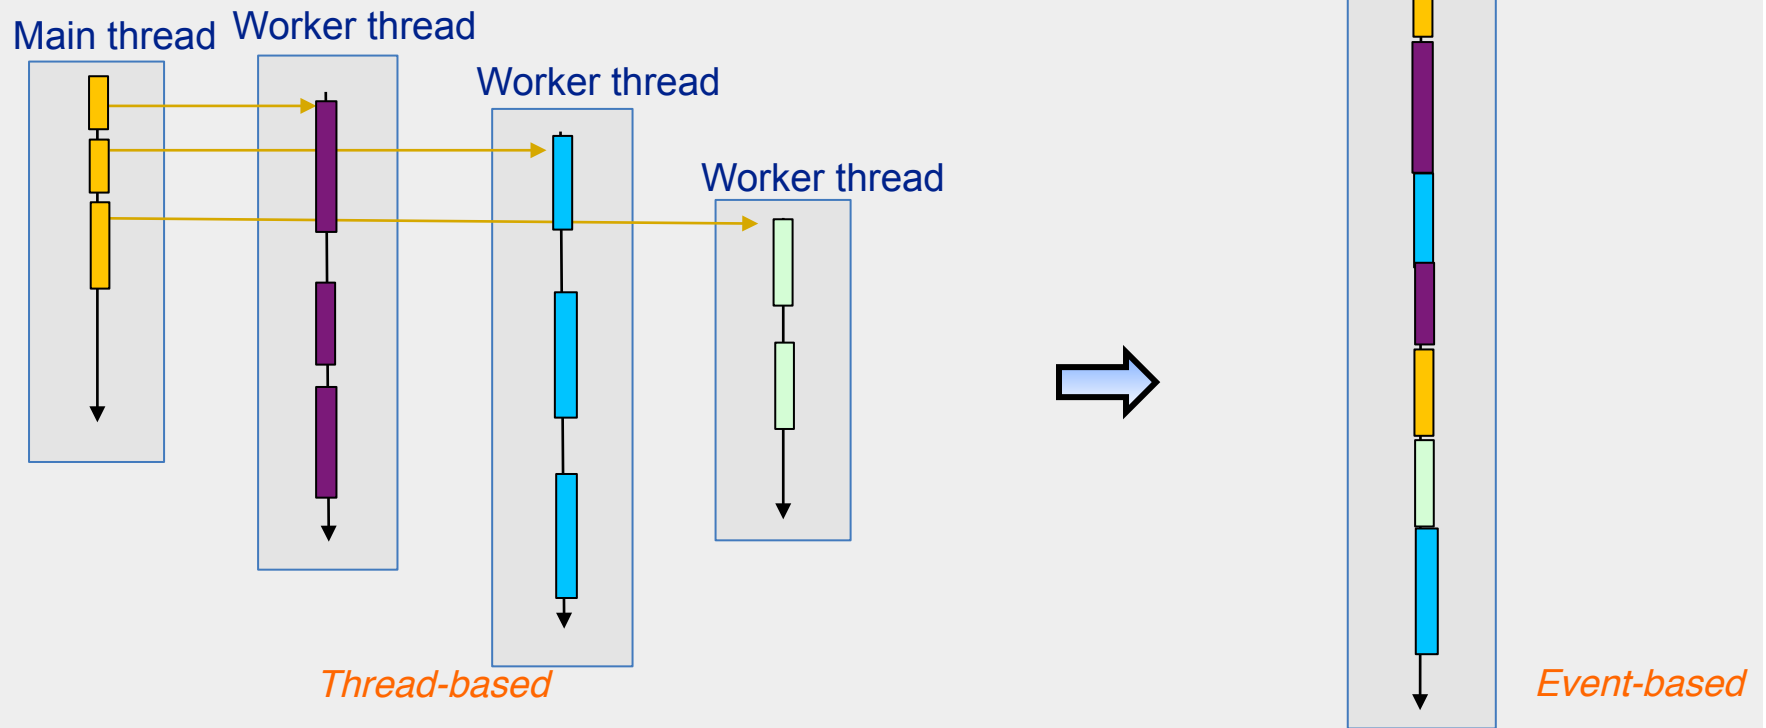 Main thread
Worker thread
Worker thread
Worker thread
Thread-based
Event-based